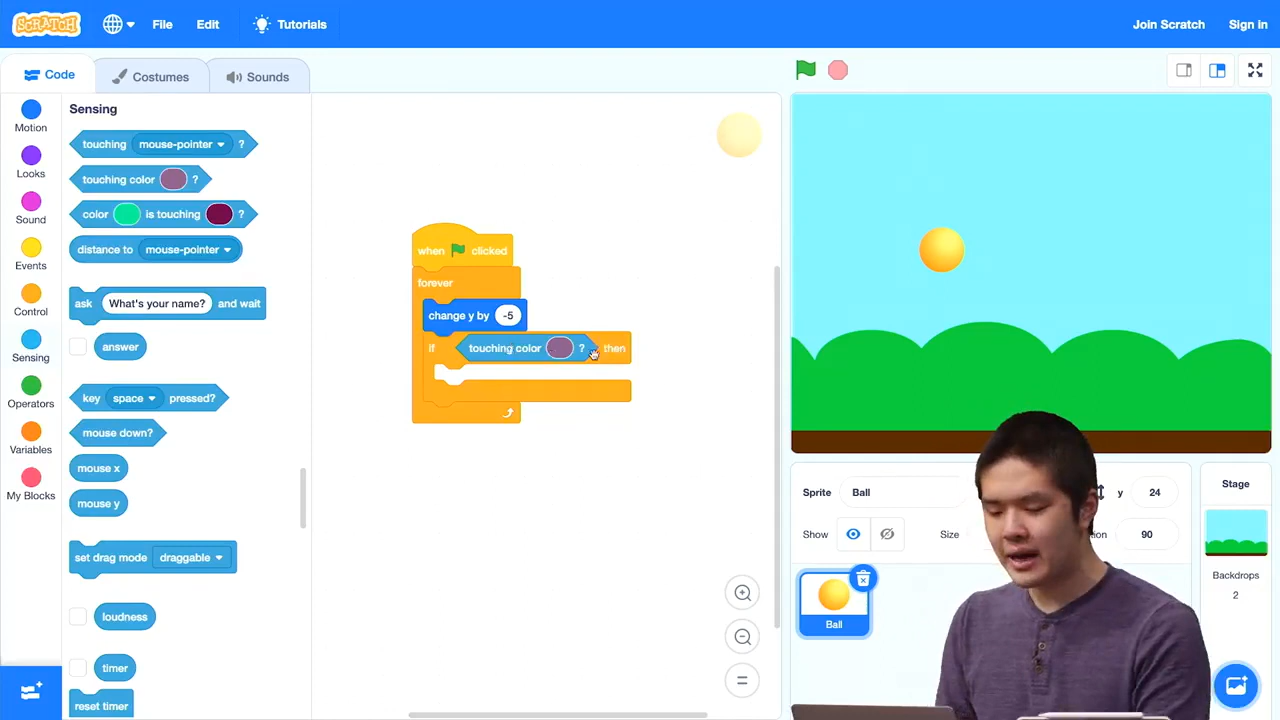 SCRATCH
File
Edit
Tutorials
Join Scratch
Sign in
Code
Costumes
Sounds
Motion
Looks
Sound
Events
Control
Sensing
Operators
Variables
My Blocks
Sensing
touching mouse-pointer ?
touching color ?
color is touching ?
distance to mouse-pointer
ask What's your name? and wait
answer
key space pressed?
mouse down?
mouse x
mouse y
set drag mode draggable
loudness
timer
reset timer
when clicked
forever
change y by -5
if touching color ? then
Sprite Ball y 24
Show Size 90
Ball
Stage
Backdrops
2